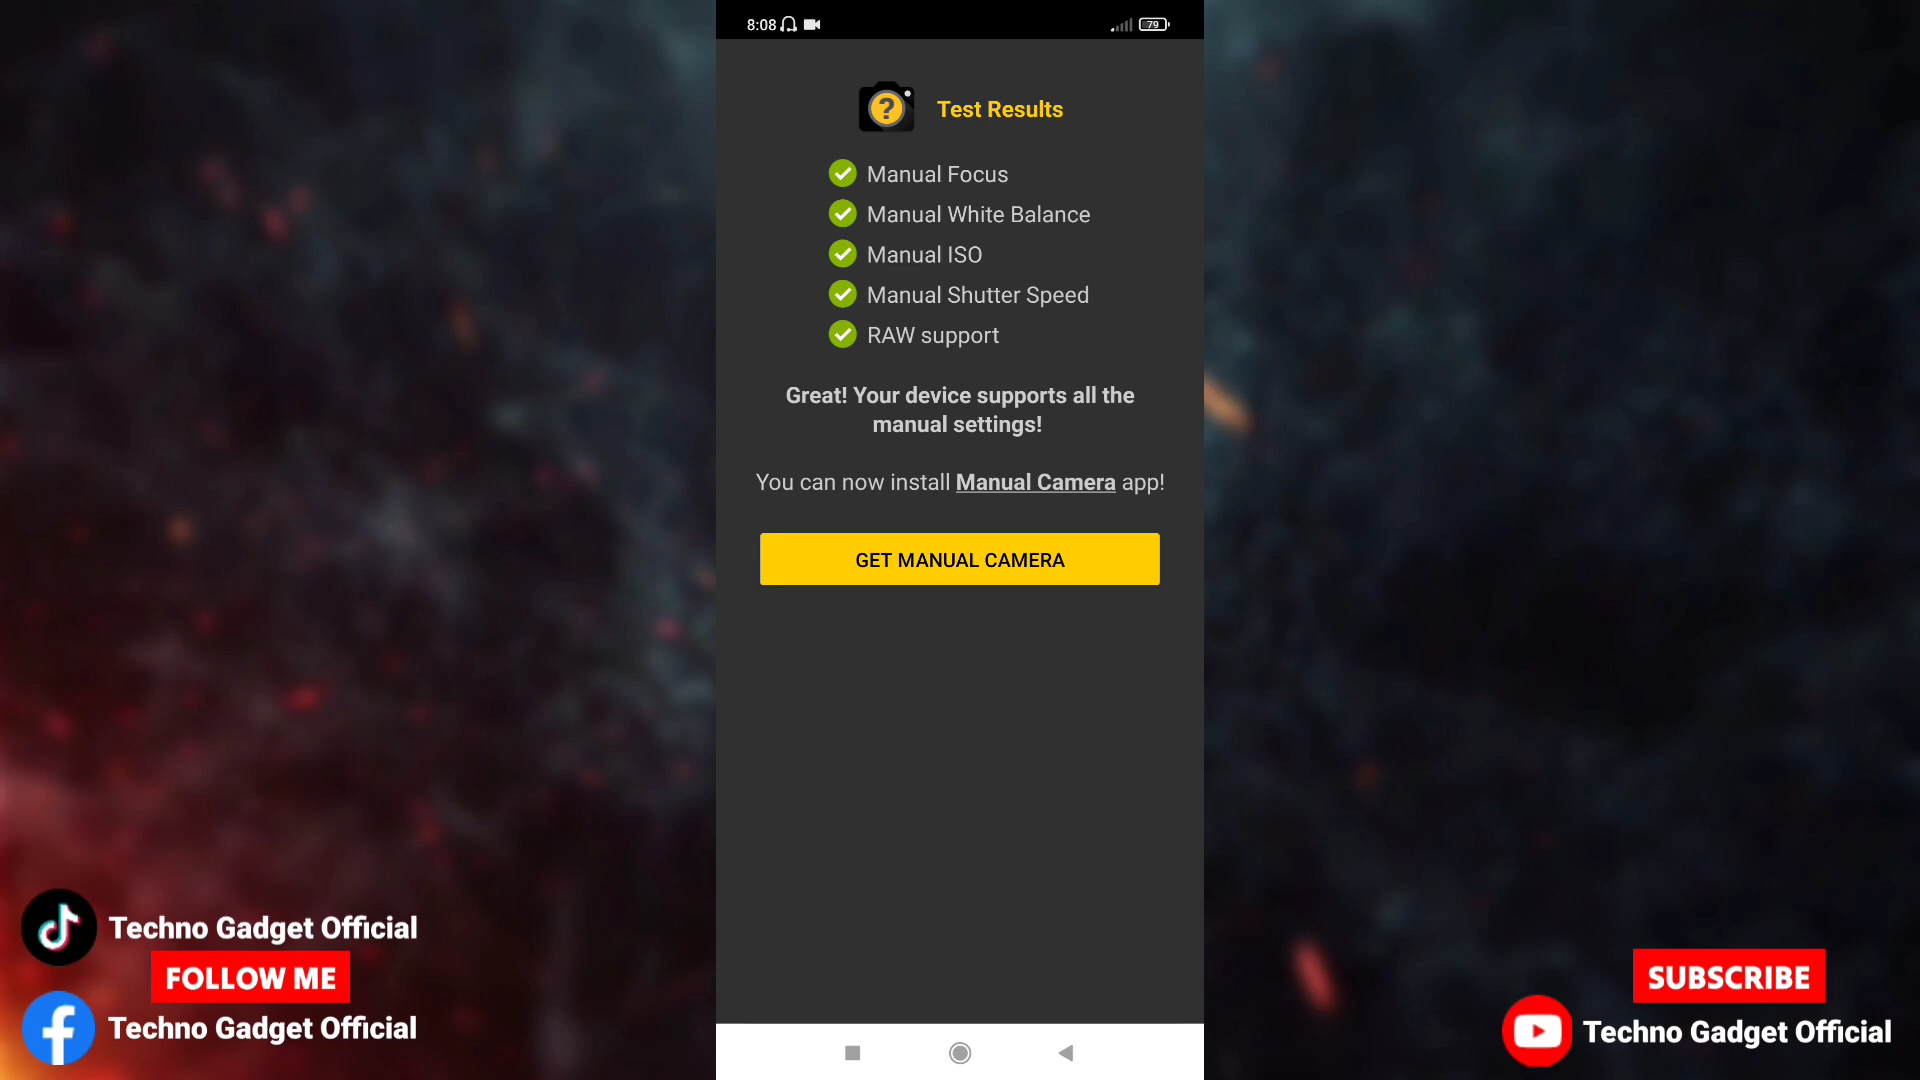 8:08
79
Test Results
Manual Focus
Manual White Balance
Manual ISO
Manual Shutter Speed
RAW support
Great! Your device supports all the
manual settings!
You can now install Manual Camera app!
GET MANUAL CAMERA
Techno Gadget Official
FOLLOW ME
Techno Gadget Official
SUBSCRIBE
Techno Gadget Official